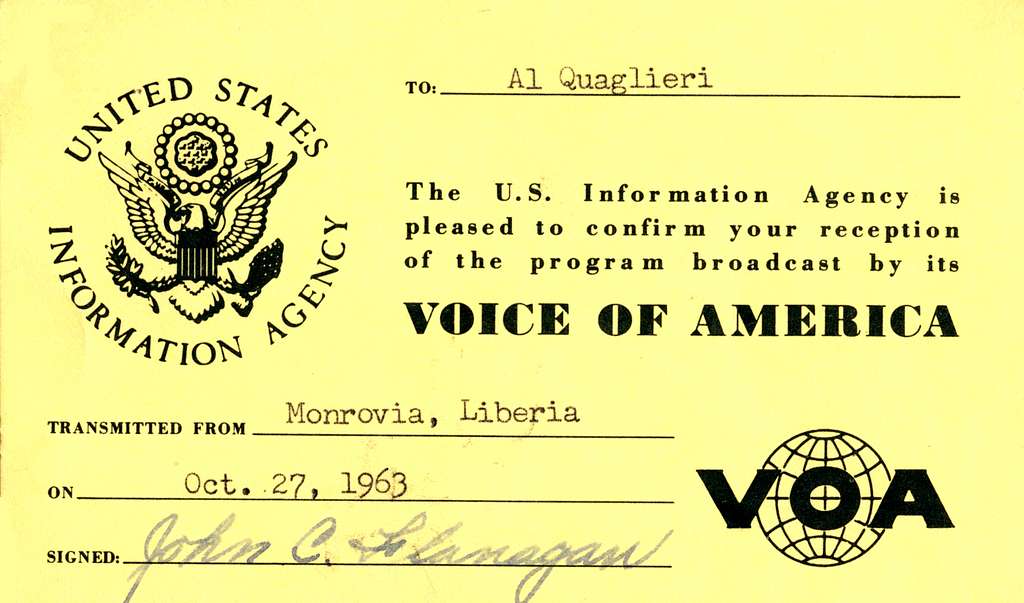 UNITED STATES
INFORMATION AGENCY
TO: Al Quaglieri
The U.S. Information Agency is
pleased to confirm your reception
of the program broadcast by its
VOICE OF AMERICA
TRANSMITTED FROM Monrovia, Liberia
ON Oct. 27, 1963
SIGNED: John C. Flanagan
VOA